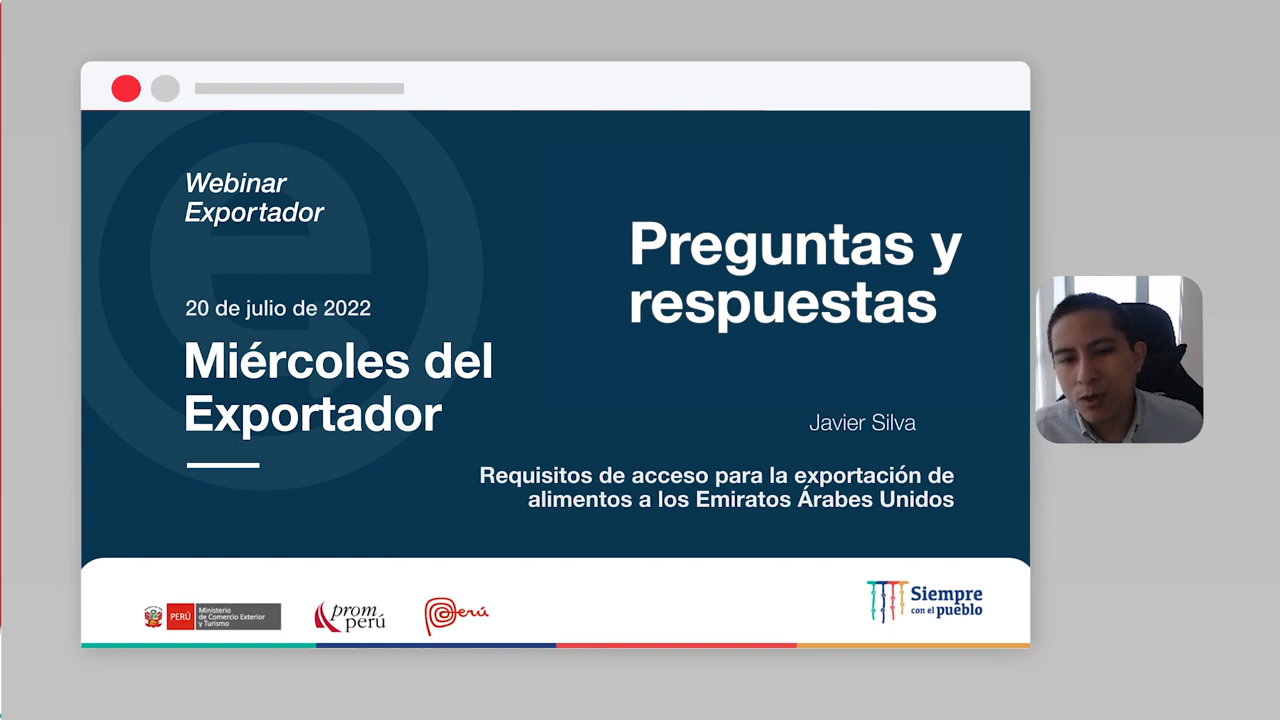 Webinar
Exportador
20 de julio de 2022
Miércoles del
Exportador
Preguntas y
respuestas
Javier Silva
Requisitos de acceso para la exportación de
alimentos a los Emiratos Árabes Unidos
PERÚ
Ministerio
de Comercio Exterior
y Turismo
prom
perú
Perú
Siempre
con el pueblo